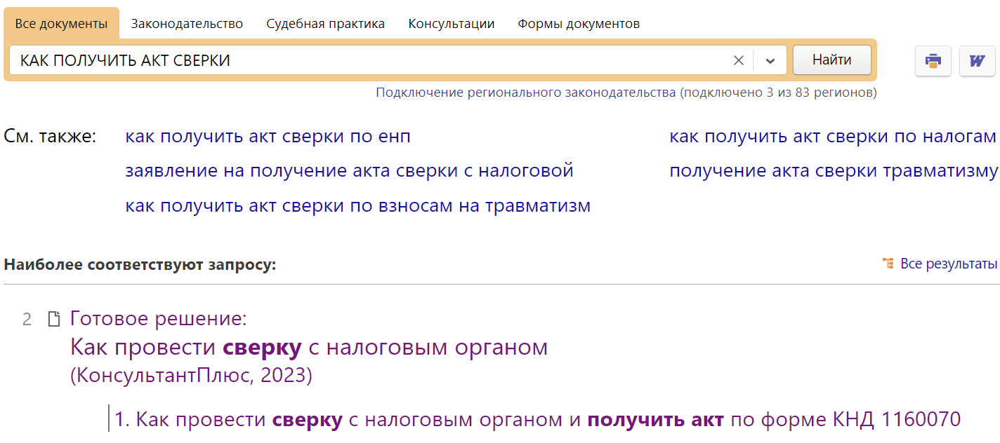 Все документы Законодательство Судебная практика Консультации Формы документов
КАК ПОЛУЧИТЬ АКТ СВЕРКИ Найти
Подключение регионального законодательства (подключено 3 из 83 регионов)
См. также: как получить акт сверки по енп как получить акт сверки по налогам
заявление на получение акта сверки с налоговой получение акта сверки травматизму
как получить акт сверки по взносам на травматизм
Наиболее соответствуют запросу: Все результаты
2 Готовое решение:
Как провести сверку с налоговым органом
(КонсультантПлюс, 2023)
1. Как провести сверку с налоговым органом и получить акт по форме КНД 1160070